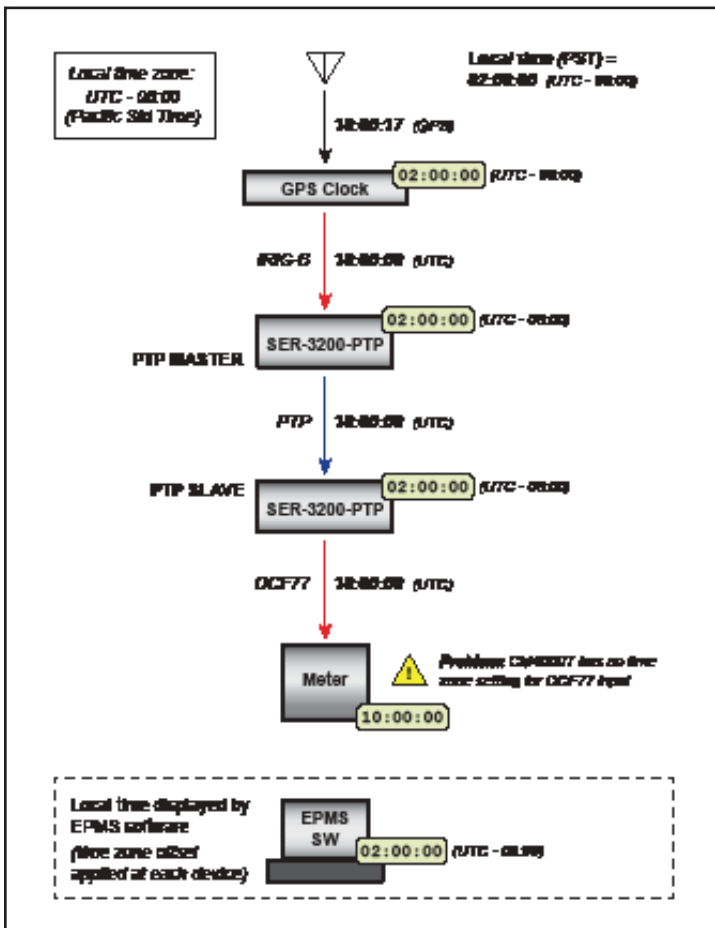 Local time zone:
UTC - 08:00
(Pacific Std Time)
Local time (PST) =
02:00:00 (UTC - 08:00)
(GPS)
GPS Clock
02:00:00
(UTC - 08:00)
IRIG-B
(UTC)
02:00:00
(UTC - 08:00)
SER-3200-PTP
PTP MASTER
PTP
(UTC)
02:00:00
(UTC - 08:00)
PTP SLAVE
SER-3200-PTP
DCF77
(UTC)
Meter
Problem: has no time
zone setting for DCF77 input
10:00:00
Local time displayed by
EPMS software
(time zone offset
applied at each device)
EPMS
SW
02:00:00
(UTC - 08:00)